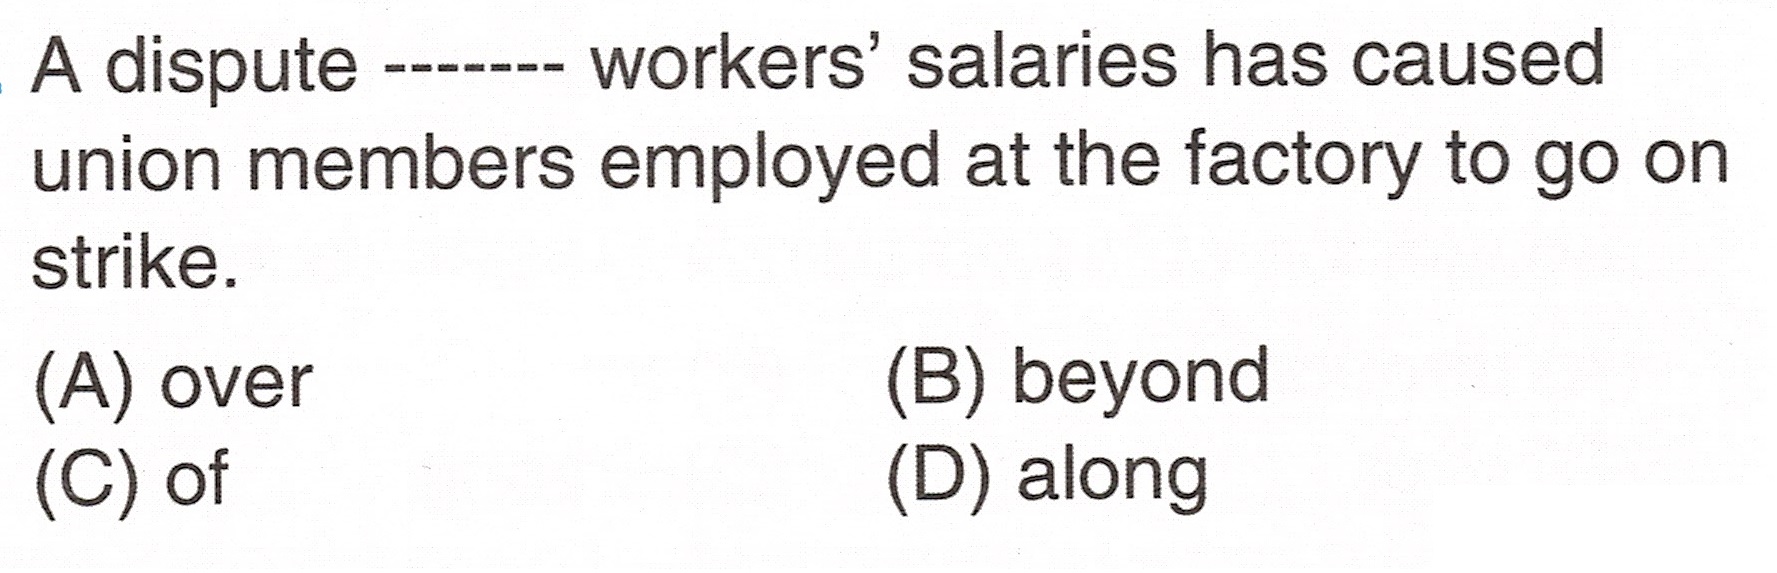 A dispute ------- workers’ salaries has caused
union members employed at the factory to go on
strike.
(A) over (B) beyond
(C) of (D) along